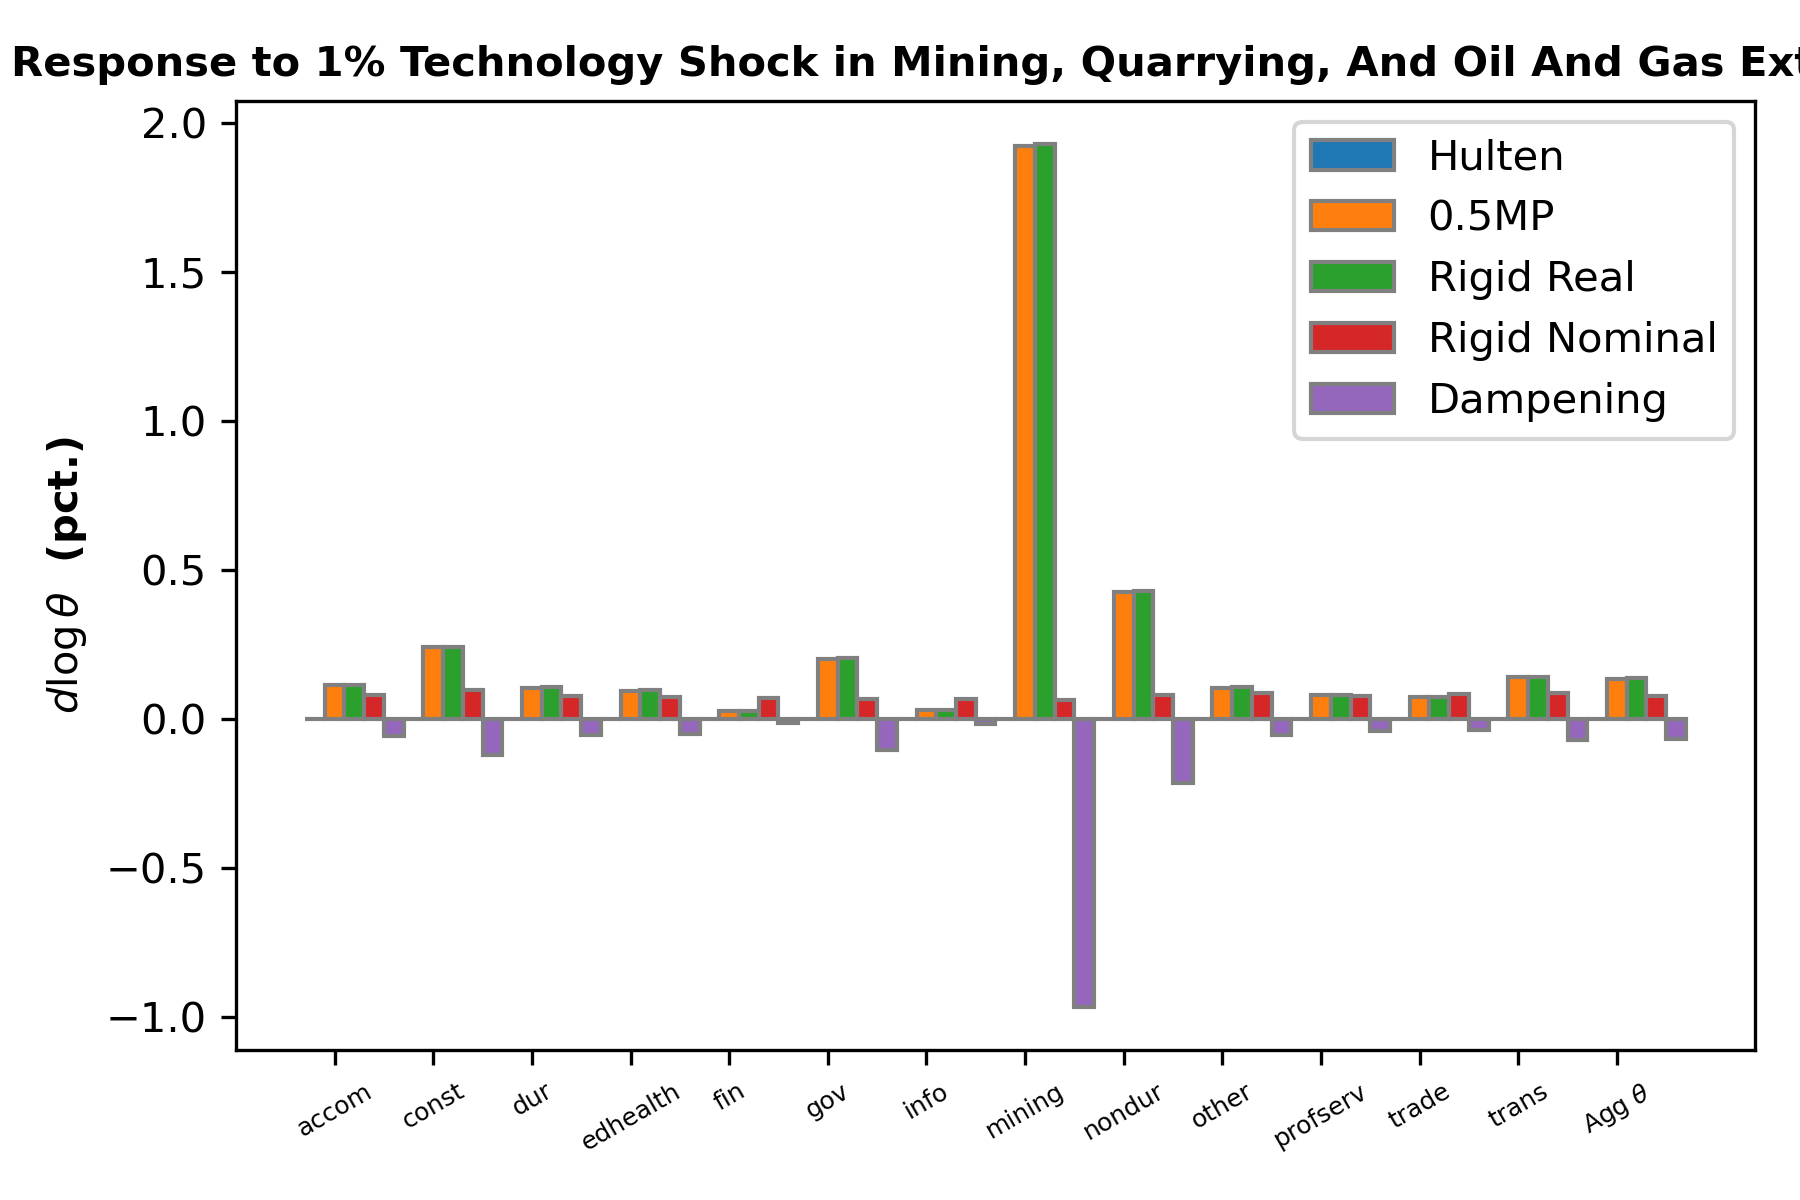 Response to 1% Technology Shock in Mining, Quarrying, And Oil And Gas Ext
2.0
1.5
1.0
0.5
0.0
−0.5
−1.0
dlog θ (pct.)
Hulten
0.5MP
Rigid Real
Rigid Nominal
Dampening
accom
const
dur
edhealth
fin
gov
info
mining
nondur
other
profserv
trade
trans
Agg θ